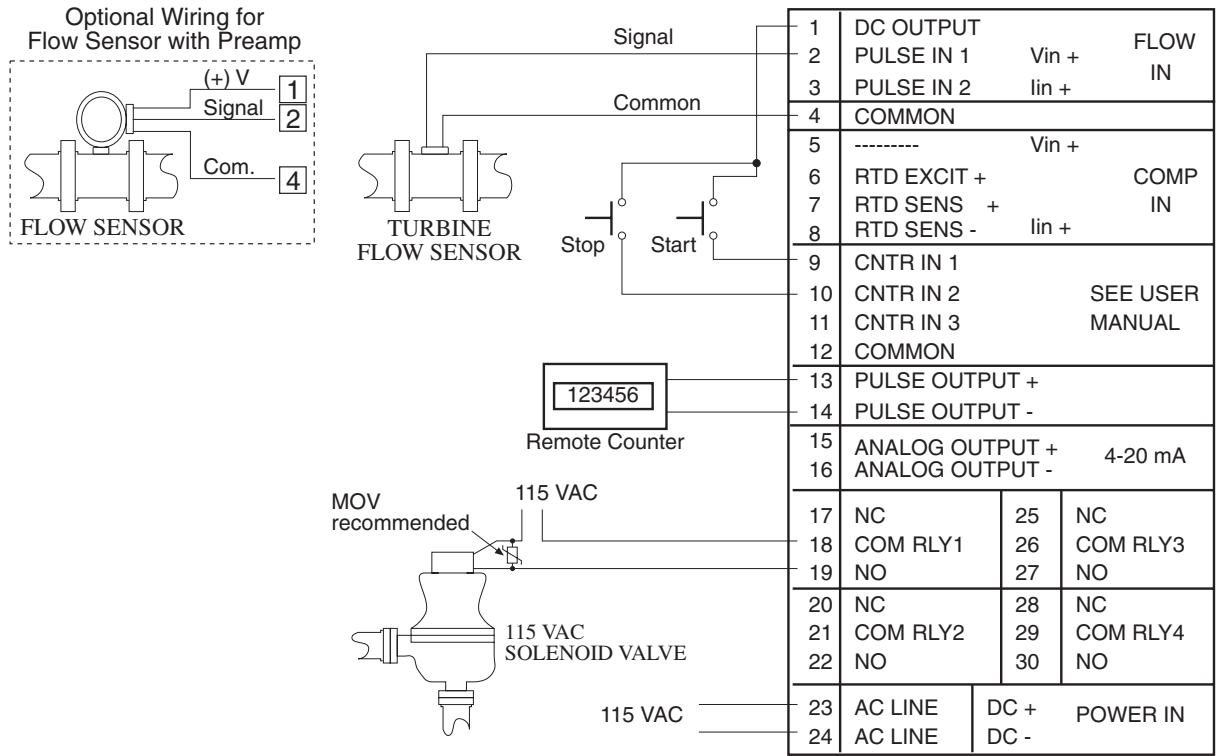 Optional Wiring for
Flow Sensor with Preamp
(+) V
1
Signal
2
Com.
4
FLOW SENSOR
Signal
Common
TURBINE
FLOW SENSOR
Stop
Start
123456
Remote Counter
MOV
recommended
115 VAC
115 VAC
SOLENOID VALVE
115 VAC
1 DC OUTPUT
2 PULSE IN 1 Vin +
3 PULSE IN 2 Iin +
FLOW
IN
4 COMMON
5 --------- Vin +
6 RTD EXCIT + COMP
7 RTD SENS + IN
8 RTD SENS - Iin +
9 CNTR IN 1
10 CNTR IN 2 SEE USER
11 CNTR IN 3 MANUAL
12 COMMON
13 PULSE OUTPUT +
14 PULSE OUTPUT -
15 ANALOG OUTPUT +
16 ANALOG OUTPUT -
4-20 mA
17 NC 25 NC
18 COM RLY1 26 COM RLY3
19 NO 27 NO
20 NC 28 NC
21 COM RLY2 29 COM RLY4
22 NO 30 NO
23 AC LINE DC + POWER IN
24 AC LINE DC -